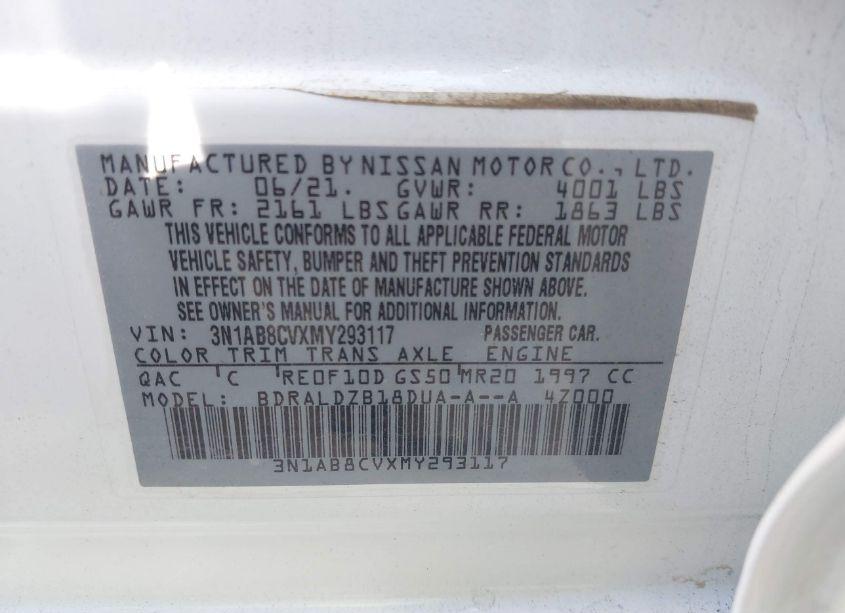 MANUFACTURED BY NISSAN MOTOR CO., LTD.
DATE: 06/21. GVWR: 4001 LBS
GAWR FR: 2161 LBS GAWR RR: 1863 LBS
THIS VEHICLE CONFORMS TO ALL APPLICABLE FEDERAL MOTOR
VEHICLE SAFETY, BUMPER AND THEFT PREVENTION STANDARDS
IN EFFECT ON THE DATE OF MANUFACTURE SHOWN ABOVE.
SEE OWNER'S MANUAL FOR ADDITIONAL INFORMATION.
VIN: 3N1AB8CVXMY293117 PASSENGER CAR.
COLOR TRIM TRANS AXLE ENGINE
QAC C RE0F10D GS50 MR20 1997 CC
MODEL: BDRALDZB18DUA-A--A 4Z000
3N1AB8CVXMY293117